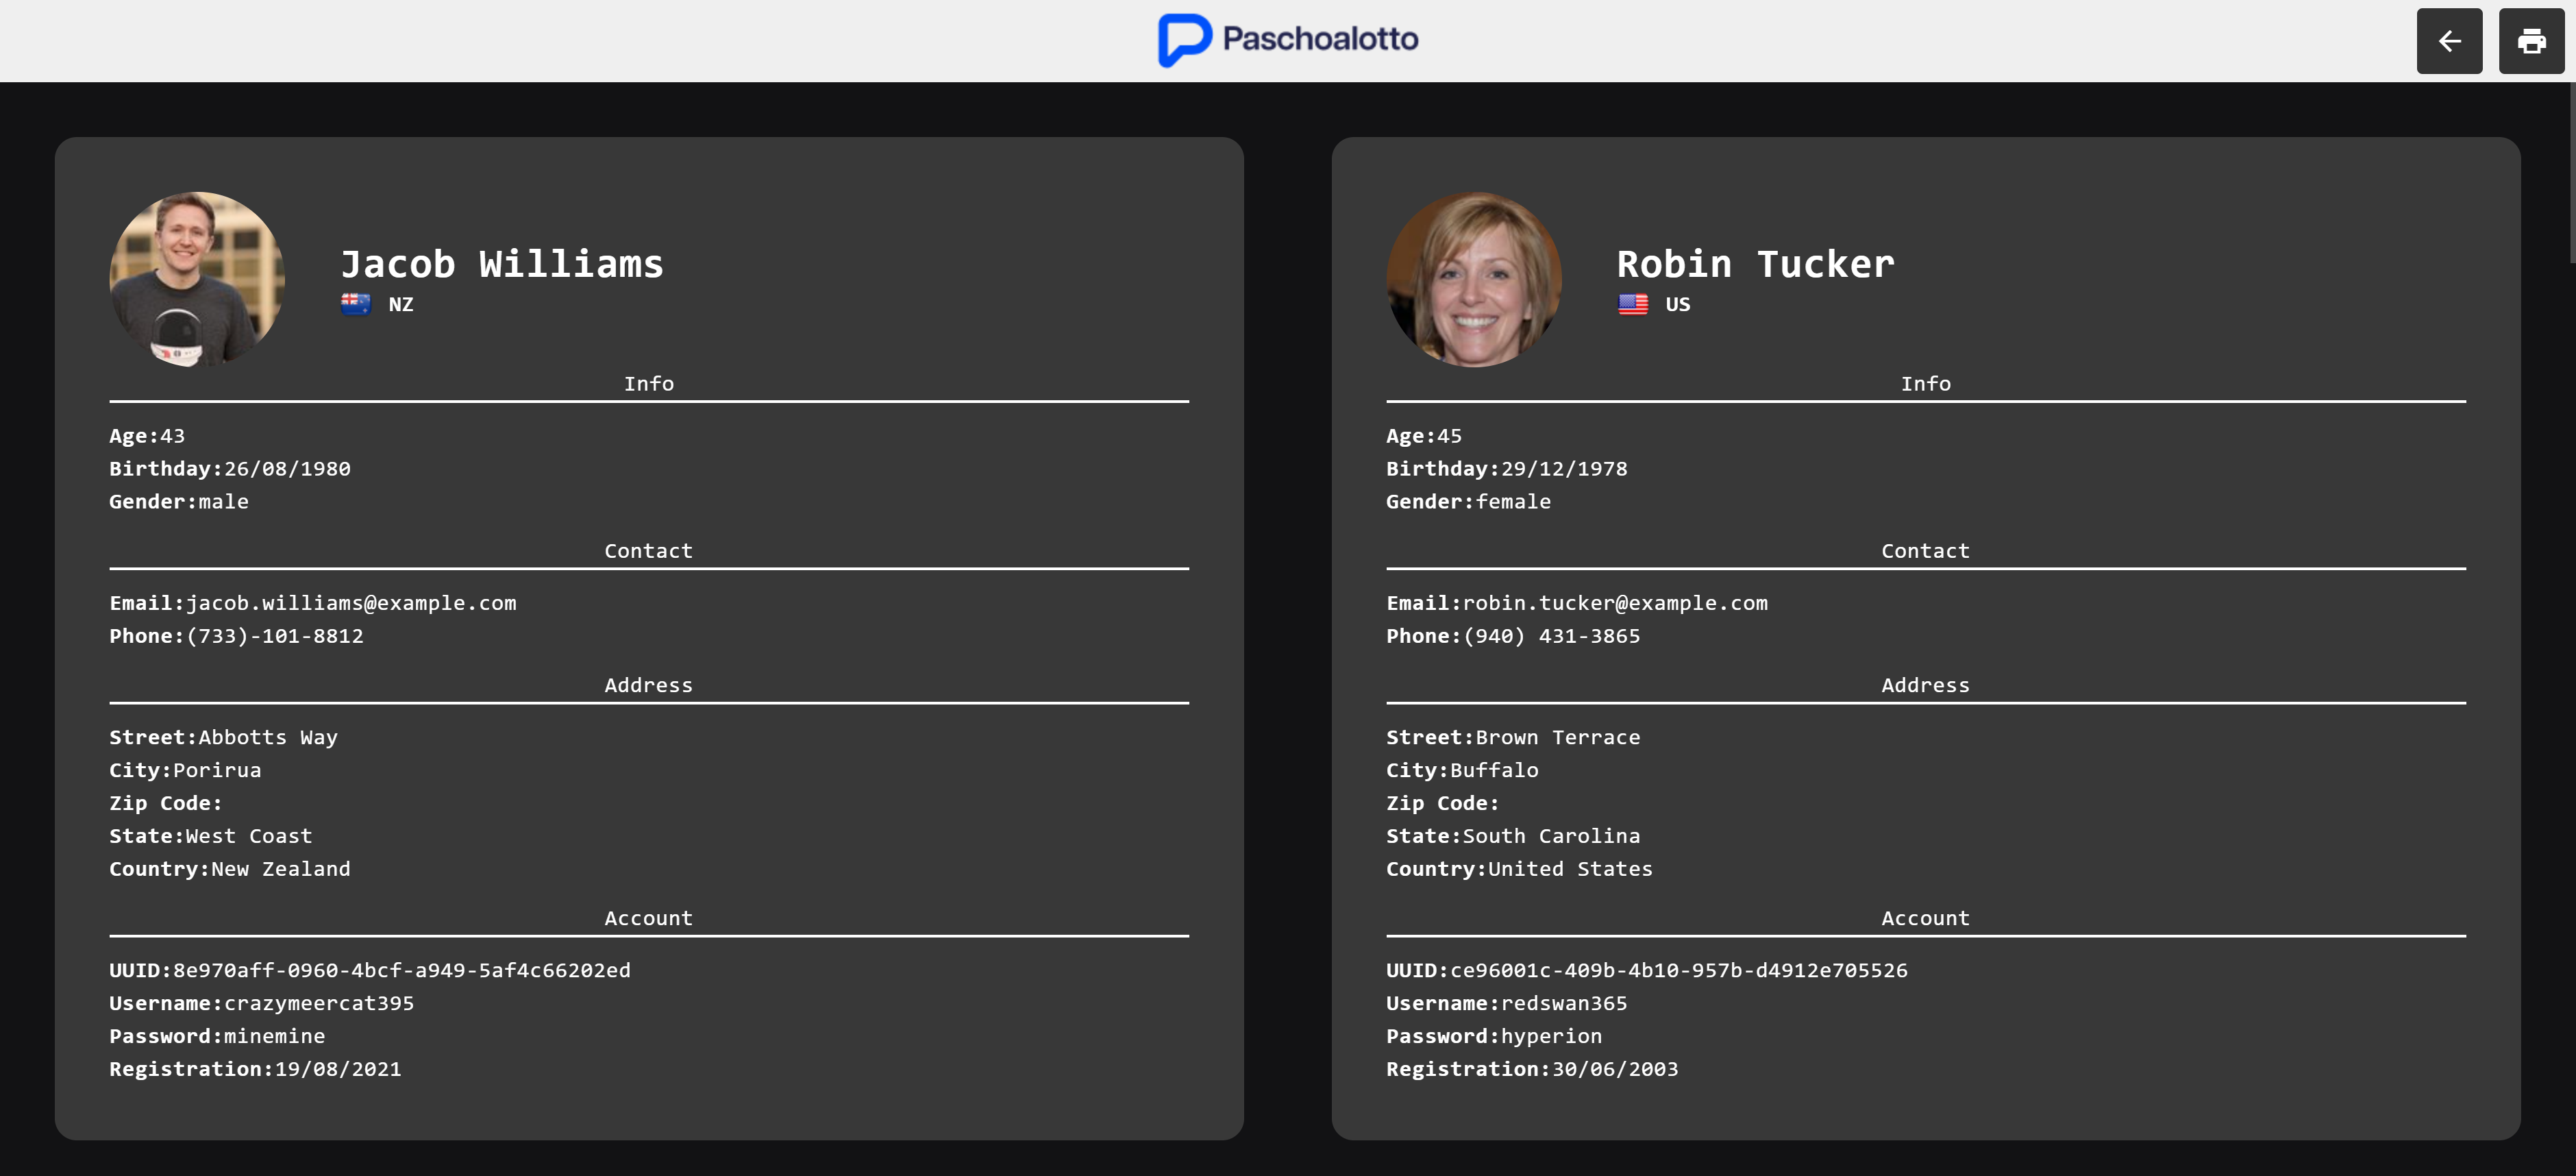 Paschoalotto
Jacob Williams
NZ
Info
Age:43
Birthday:26/08/1980
Gender:male
Contact
Email:jacob.williams@example.com
Phone:(733)-101-8812
Address
Street:Abbotts Way
City:Porirua
Zip Code:
State:West Coast
Country:New Zealand
Account
UUID:8e970aff-0960-4bcf-a949-5af4c66202ed
Username:crazymeercat395
Password:minemine
Registration:19/08/2021
Robin Tucker
US
Info
Age:45
Birthday:29/12/1978
Gender:female
Contact
Email:robin.tucker@example.com
Phone:(940) 431-3865
Address
Street:Brown Terrace
City:Buffalo
Zip Code:
State:South Carolina
Country:United States
Account
UUID:ce96001c-409b-4b10-957b-d4912e705526
Username:redswan365
Password:hyperion
Registration:30/06/2003